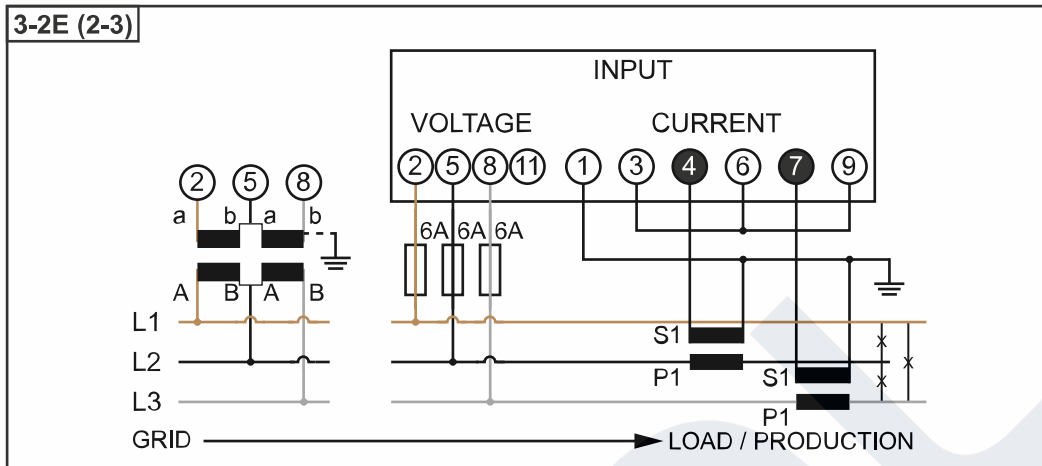 3-2E (2-3)
INPUT
VOLTAGE CURRENT
2 5 8 11 1 3 4 6 7 9
2 5 8
a b a b
6A 6A 6A
A B A B
L1
S1
L2
P1 S1
L3
P1
GRID LOAD / PRODUCTION